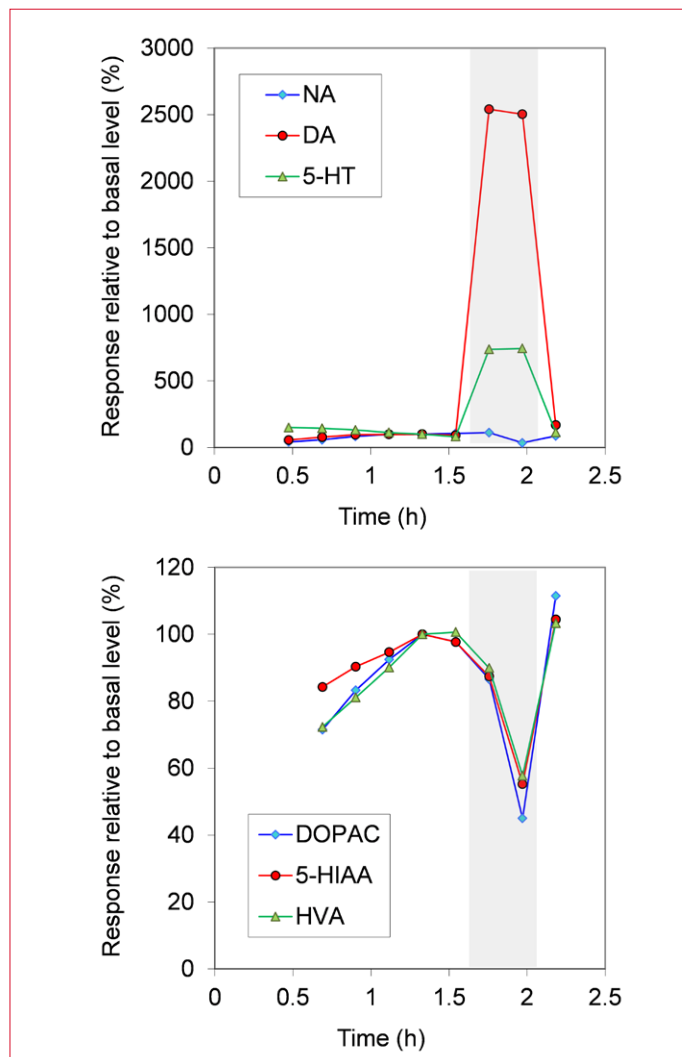 Response relative to basal level (%)
3000
2500
2000
1500
1000
500
0
NA
DA
5-HT
0
0.5
1
1.5
2
2.5
Time (h)
Response relative to basal level (%)
120
100
80
60
40
20
0
DOPAC
5-HIAA
HVA
0
0.5
1
1.5
2
2.5
Time (h)